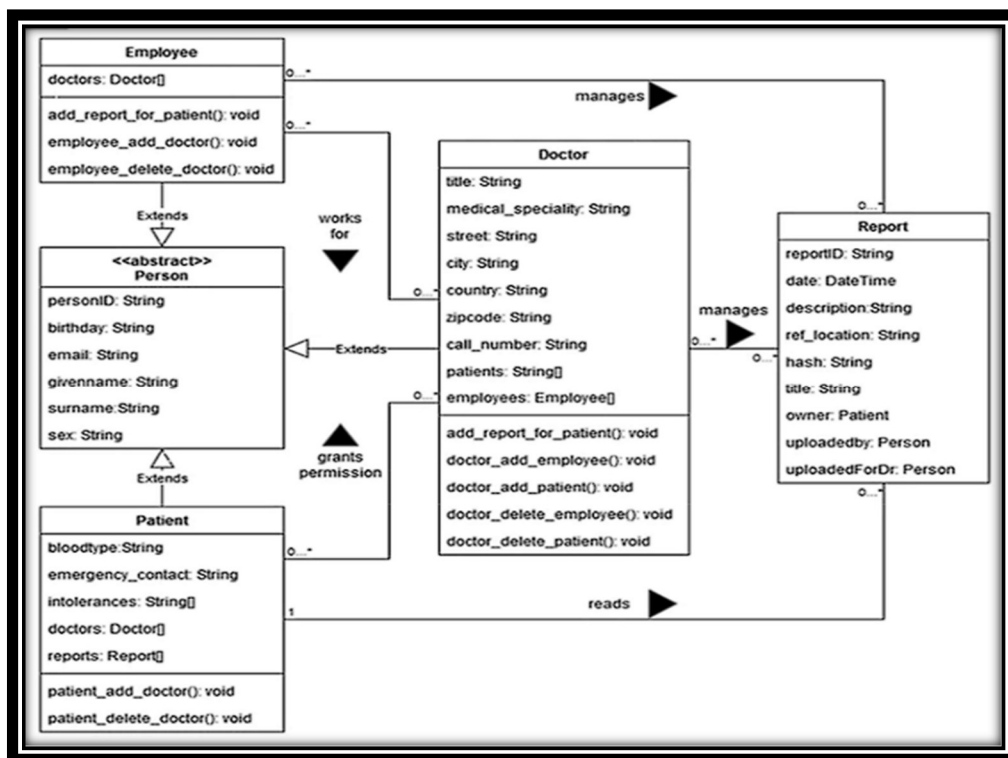 Employee
doctors: Doctor[]
add_report_for_patient(): void
employee_add_doctor(): void
employee_delete_doctor(): void
0...*
0...*
manages
Extends
works
for
<<abstract>>
Person
personID: String
birthday: String
email: String
givenname: String
surname:String
sex: String
Extends
0...*
Doctor
title: String
medical_speciality: String
street: String
city: String
country: String
zipcode: String
call_number: String
patients: String[]
employees: Employee[]
add_report_for_patient(): void
doctor_add_employee(): void
doctor_add_patient(): void
doctor_delete_employee(): void
doctor_delete_patient(): void
0...*
manages
0...*
0...*
0...*
Report
reportID: String
date: DateTime
description:String
ref_location: String
hash: String
title: String
owner: Patient
uploadedby: Person
uploadedForDr: Person
0...*
grants
permission
0...*
Extends
Patient
bloodtype:String
emergency_contact: String
intolerances: String[]
doctors: Doctor[]
reports: Report[]
patient_add_doctor(): void
patient_delete_doctor(): void
0...*
1
reads